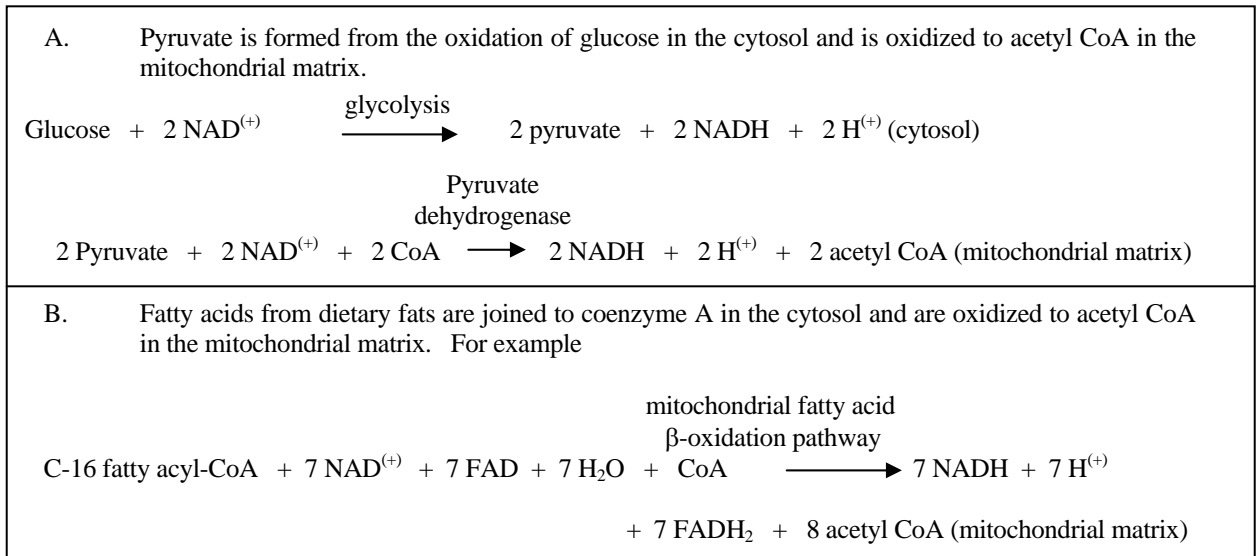 A. Pyruvate is formed from the oxidation of glucose in the cytosol and is oxidized to acetyl CoA in the
mitochondrial matrix.
glycolysis
Glucose + 2 NAD(+) ⟶ 2 pyruvate + 2 NADH + 2 H(+) (cytosol)
Pyruvate
dehydrogenase
2 Pyruvate + 2 NAD(+) + 2 CoA ⟶ 2 NADH + 2 H(+) + 2 acetyl CoA (mitochondrial matrix)
B. Fatty acids from dietary fats are joined to coenzyme A in the cytosol and are oxidized to acetyl CoA
in the mitochondrial matrix. For example
mitochondrial fatty acid
β-oxidation pathway
C-16 fatty acyl-CoA + 7 NAD(+) + 7 FAD + 7 H₂O + CoA ⟶ 7 NADH + 7 H(+)
+ 7 FADH₂ + 8 acetyl CoA (mitochondrial matrix)